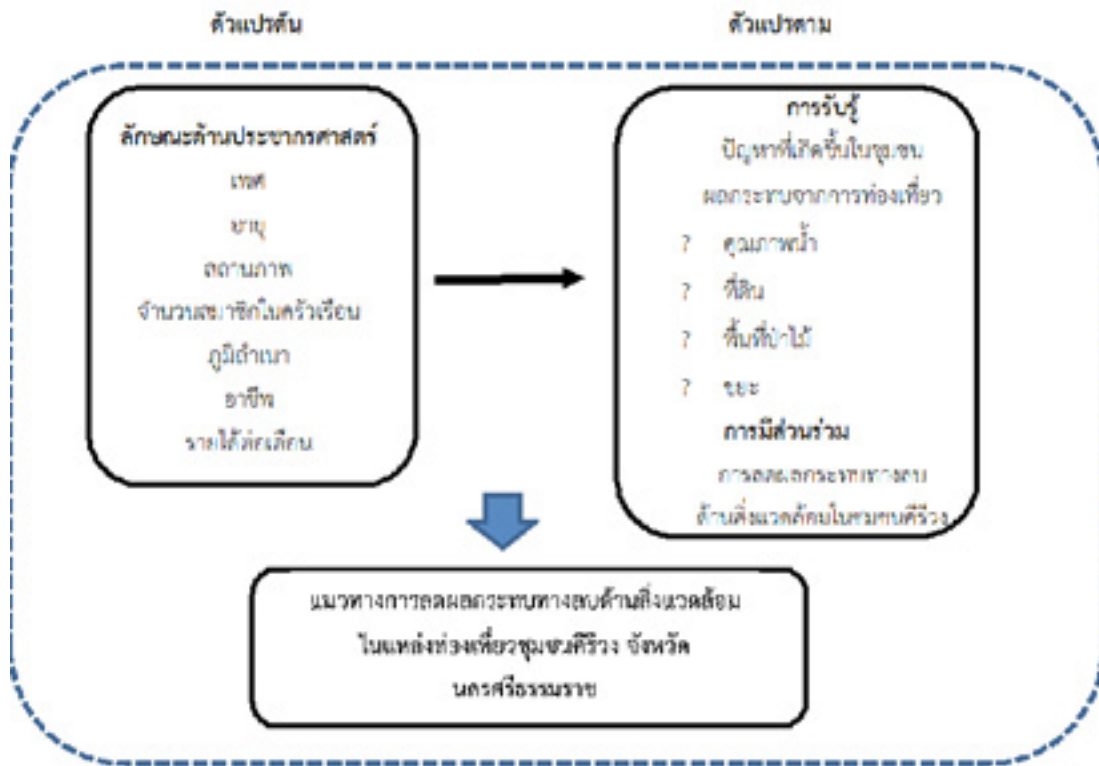 ตัวแปรต้น
ตัวแปรตาม
ลักษณะด้านประชากรศาสตร์
เพศ
อายุ
สถานภาพ
จำนวนสมาชิกในครัวเรือน
ภูมิลำเนา
อาชีพ
รายได้ต่อเดือน
การรับรู้
ปัญหาที่เกิดขึ้นในชุมชน
ผลกระทบจากการท่องเที่ยว
? คุณภาพน้ำ
? ที่ดิน
? พื้นที่ป่าไม้
? ขยะ
การมีส่วนร่วม
การลดผลกระทบทางลบ
ด้านสิ่งแวดล้อมในชุมชนคีรีวง
แนวทางการลดผลกระทบทางลบด้านสิ่งแวดล้อม
ในแหล่งท่องเที่ยวชุมชนคีรีวง จังหวัด
นครศรีธรรมราช